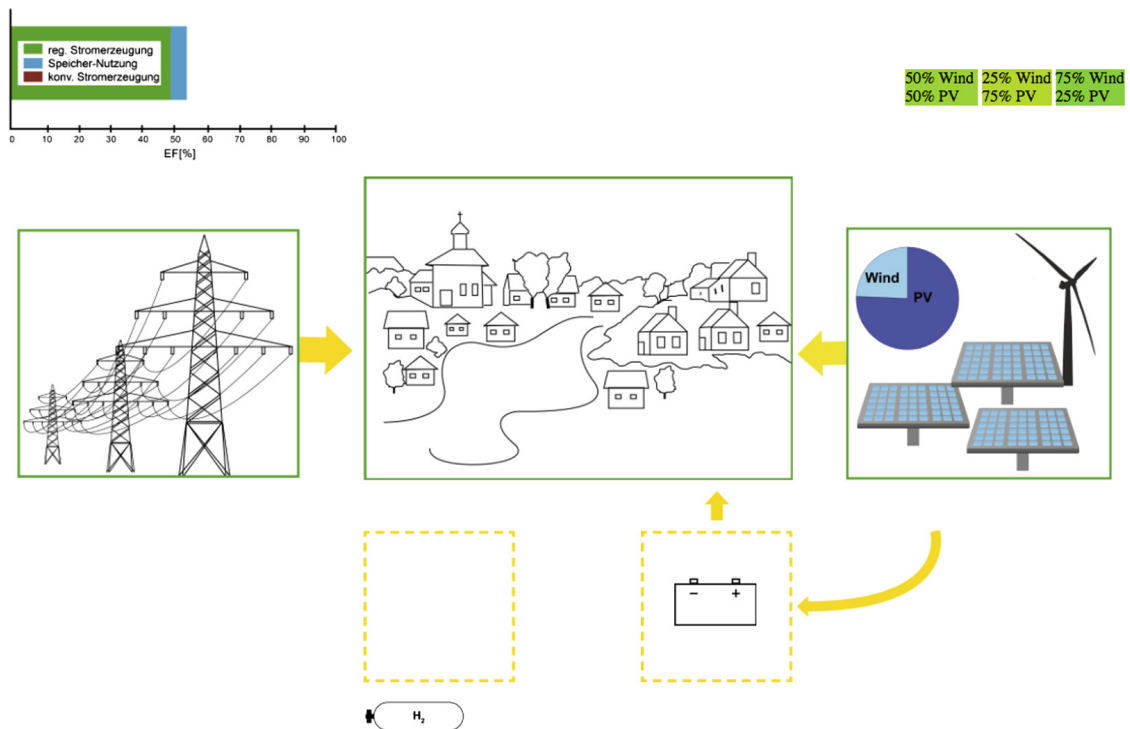 reg. Stromerzeugung
Speicher-Nutzung
konv. Stromerzeugung
0 10 20 30 40 50 60 70 80 90 100
EF[%]
50% Wind 25% Wind 75% Wind
50% PV 75% PV 25% PV
Wind
PV
− +
H₂